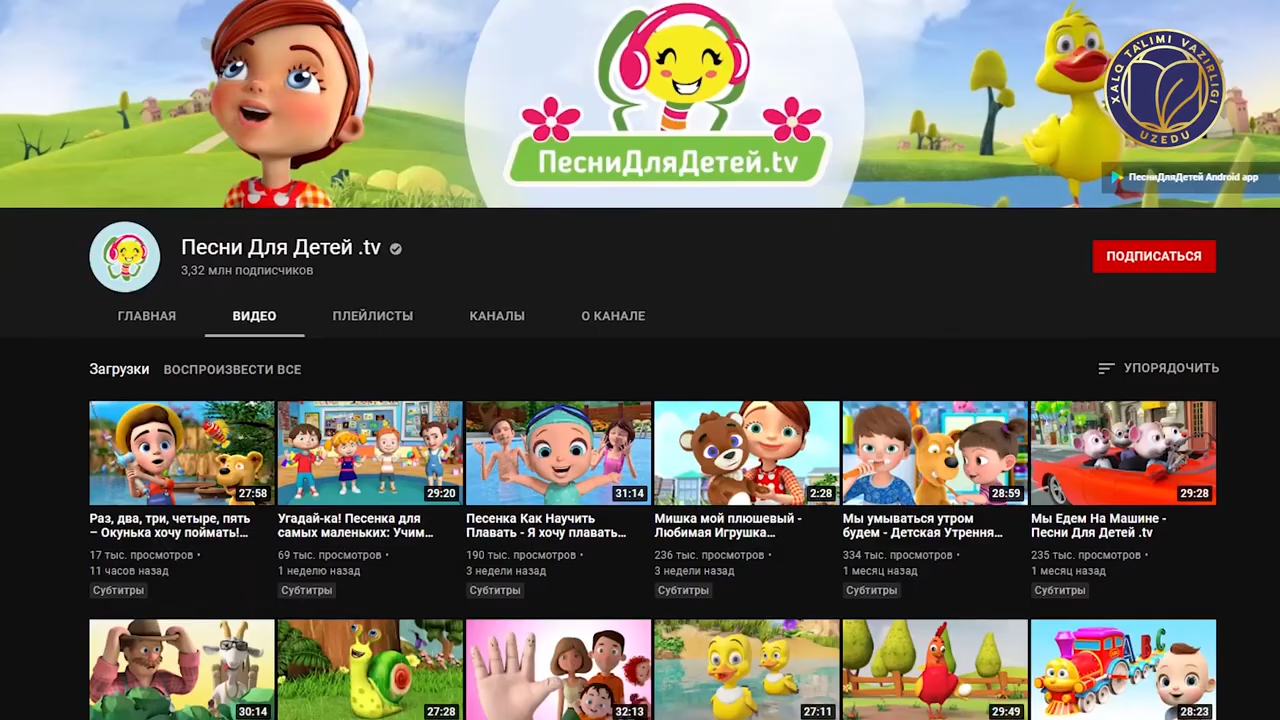 XALQ TA'LIMI VAZIRLIGI
UZEDU
ПесниДляДетей.tv
ПесниДляДетей Android app
Песни Для Детей .tv
3,32 млн подписчиков
ПОДПИСАТЬСЯ
ГЛАВНАЯ ВИДЕО ПЛЕЙЛИСТЫ КАНАЛЫ О КАНАЛЕ
Загрузки ВОСПРОИЗВЕСТИ ВСЕ УПОРЯДОЧИТЬ
27:58 29:20 31:14 2:28 28:59 29:28
Раз, два, три, четыре, пять
– Окунька хочу поймать!...
17 тыс. просмотров •
11 часов назад
Субтитры
Угадай-ка! Песенка для
самых маленьких: Учим...
69 тыс. просмотров •
1 неделю назад
Субтитры
Песенка Как Научить
Плавать - Я хочу плавать...
190 тыс. просмотров •
3 недели назад
Субтитры
Мишка мой плюшевый -
Любимая Игрушка...
236 тыс. просмотров •
3 недели назад
Субтитры
Мы умываться утром
будем - Детская Утрення...
334 тыс. просмотров •
1 месяц назад
Субтитры
Мы Едем На Машине -
Песни Для Детей .tv
235 тыс. просмотров •
1 месяц назад
Субтитры
A B C
30:14 27:28 32:13 27:11 29:49 28:23